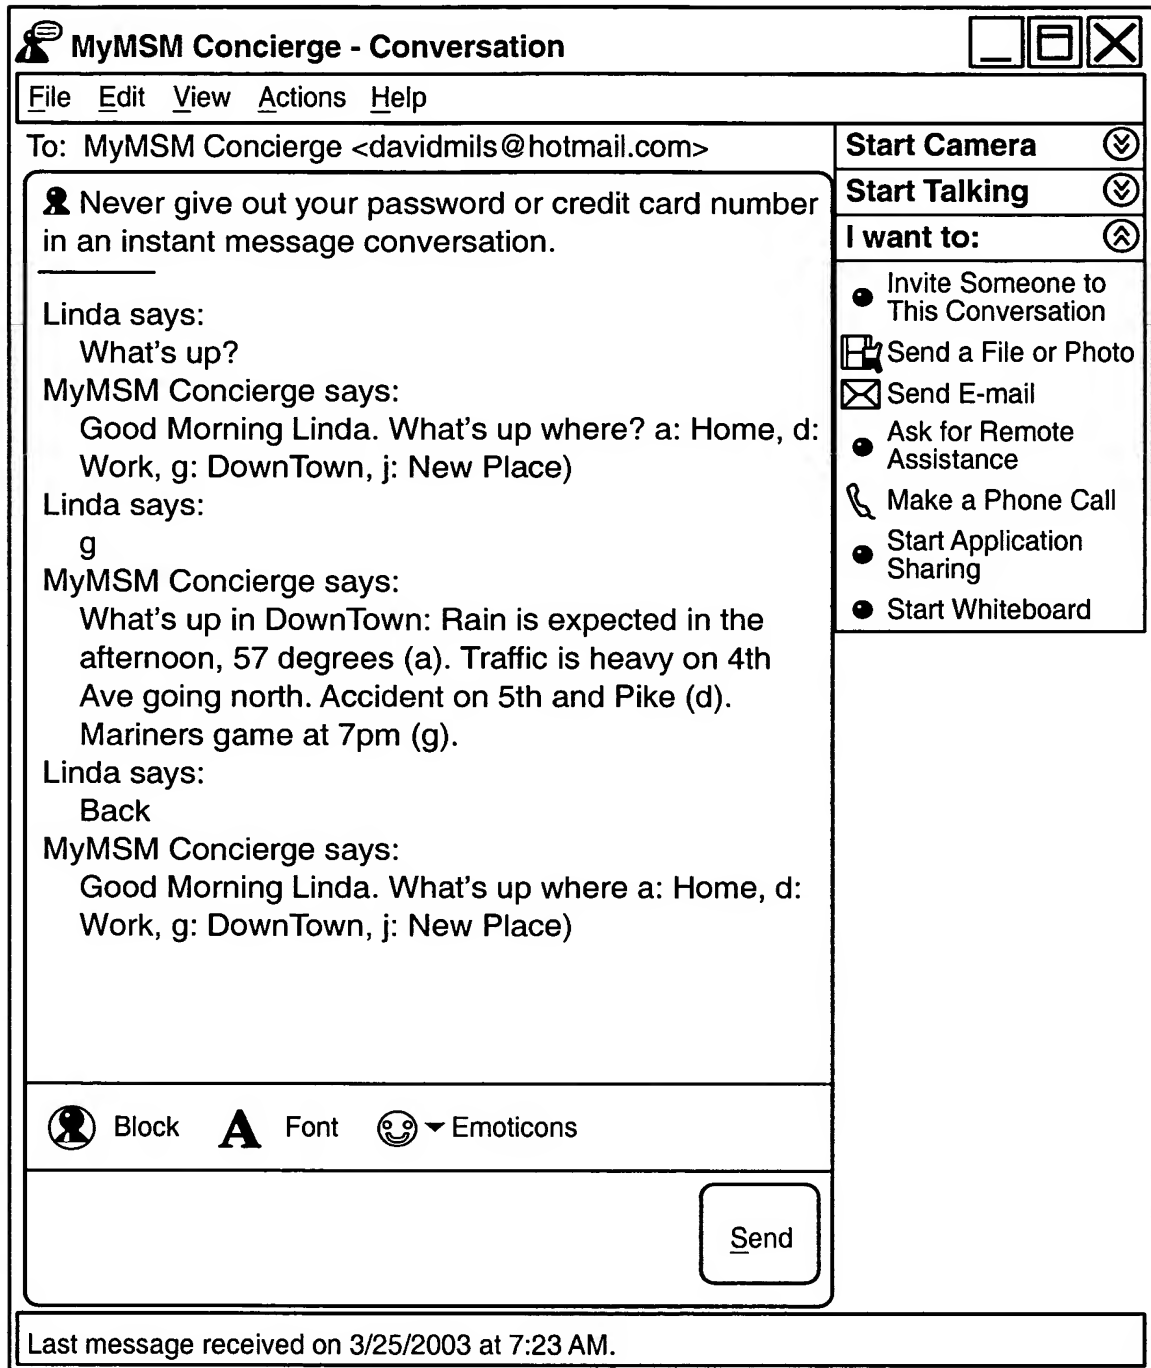 MyMSM Concierge - Conversation
File Edit View Actions Help
To: MyMSM Concierge <davidmils@hotmail.com>
Never give out your password or credit card number
in an instant message conversation.
Linda says:
What's up?
MyMSM Concierge says:
Good Morning Linda. What's up where? a: Home, d:
Work, g: DownTown, j: New Place)
Linda says:
g
MyMSM Concierge says:
What's up in DownTown: Rain is expected in the
afternoon, 57 degrees (a). Traffic is heavy on 4th
Ave going north. Accident on 5th and Pike (d).
Mariners game at 7pm (g).
Linda says:
Back
MyMSM Concierge says:
Good Morning Linda. What's up where a: Home, d:
Work, g: DownTown, j: New Place)
Block A Font Emoticons
Send
Start Camera
Start Talking
I want to:
Invite Someone to
This Conversation
Send a File or Photo
Send E-mail
Ask for Remote
Assistance
Make a Phone Call
Start Application
Sharing
Start Whiteboard
Last message received on 3/25/2003 at 7:23 AM.